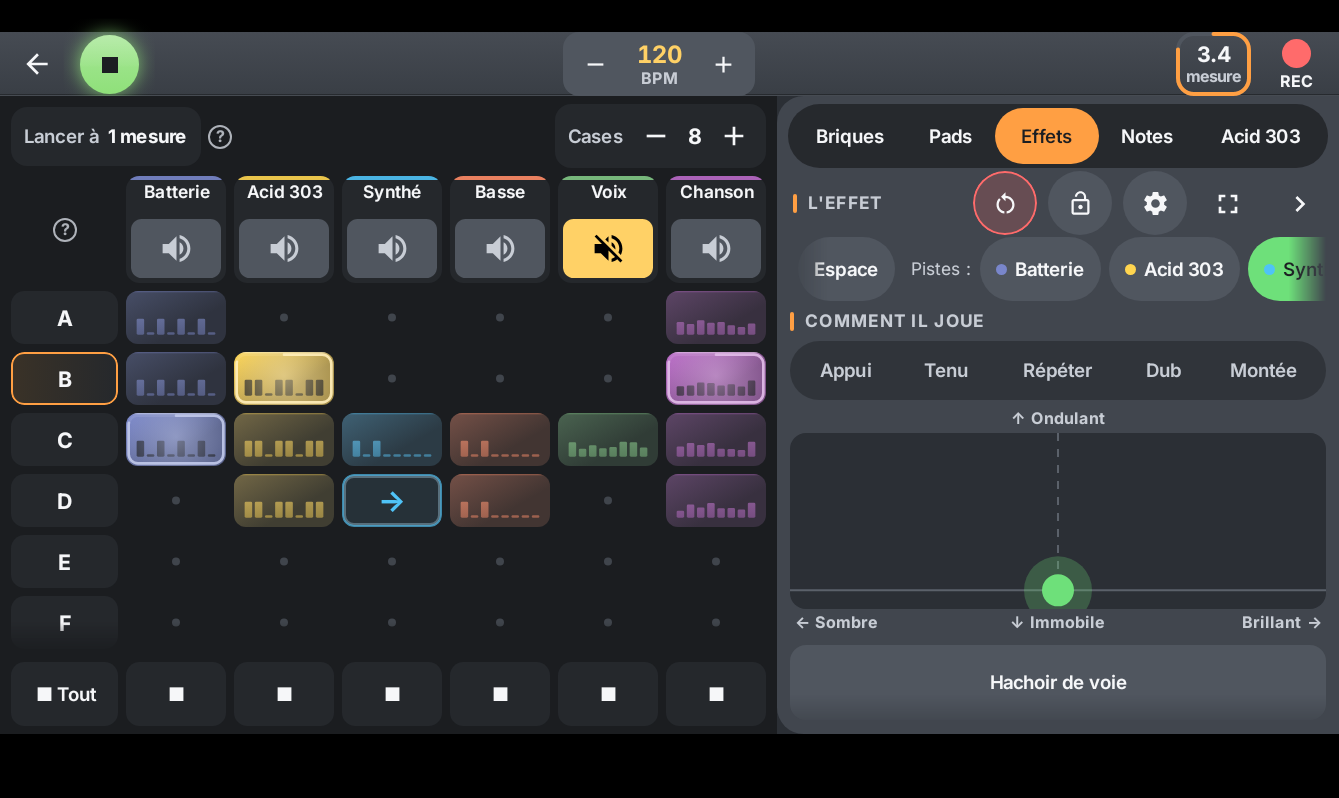 120
BPM
3.4
mesure
REC
Lancer à 1 mesure
?
Cases
8
Briques
Pads
Effets
Notes
Acid 303
?
Batterie
Acid 303
Synthé
Basse
Voix
Chanson
L'EFFET
Espace
Pistes :
Batterie
Acid 303
A
B
C
D
E
F
COMMENT IL JOUE
Appui
Tenu
Répéter
Dub
Montée
↑ Ondulant
← Sombre
↓ Immobile
Brillant →
Hachoir de voie
Tout